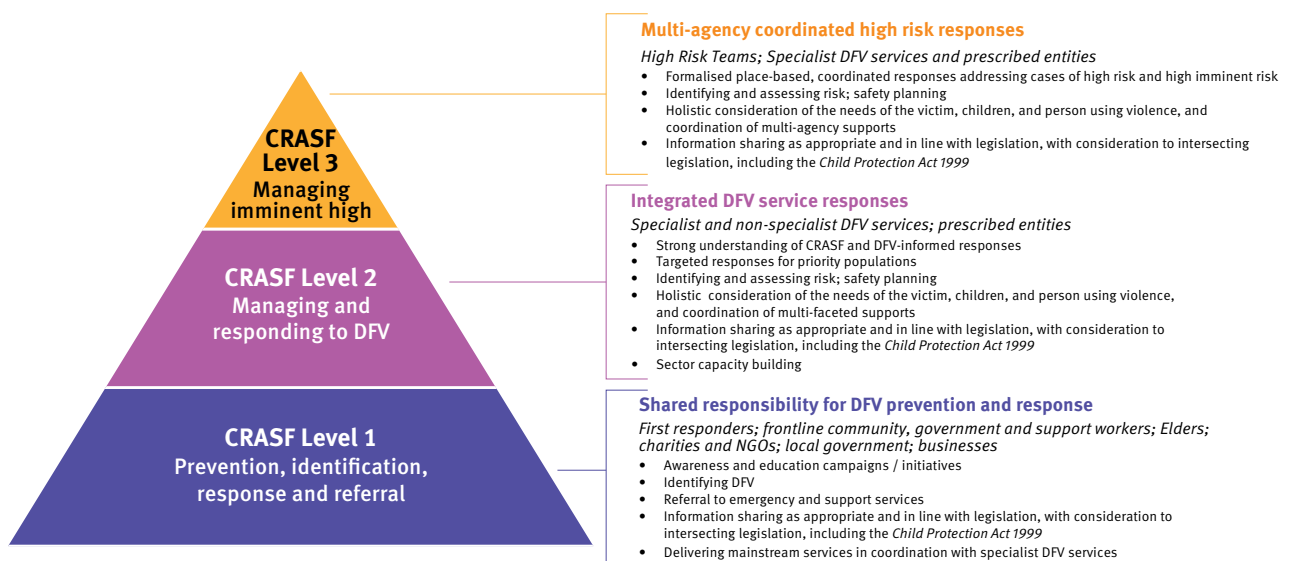 CRASF
Level 3
Managing
imminent high
CRASF Level 2
Managing and
responding to DFV
CRASF Level 1
Prevention, identification,
response and referral
Multi-agency coordinated high risk responses
High Risk Teams; Specialist DFV services and prescribed entities
• Formalised place-based, coordinated responses addressing cases of high risk and high imminent risk
• Identifying and assessing risk; safety planning
• Holistic consideration of the needs of the victim, children, and person using violence, and
coordination of multi-agency supports
• Information sharing as appropriate and in line with legislation, with consideration to intersecting
legislation, including the Child Protection Act 1999
Integrated DFV service responses
Specialist and non-specialist DFV services; prescribed entities
• Strong understanding of CRASF and DFV-informed responses
• Targeted responses for priority populations
• Identifying and assessing risk; safety planning
• Holistic consideration of the needs of the victim, children, and person using violence,
and coordination of multi-faceted supports
• Information sharing as appropriate and in line with legislation, with consideration to
intersecting legislation, including the Child Protection Act 1999
• Sector capacity building
Shared responsibility for DFV prevention and response
First responders; frontline community, government and support workers; Elders;
charities and NGOs; local government; businesses
• Awareness and education campaigns / initiatives
• Identifying DFV
• Referral to emergency and support services
• Information sharing as appropriate and in line with legislation, with consideration to
intersecting legislation, including the Child Protection Act 1999
• Delivering mainstream services in coordination with specialist DFV services